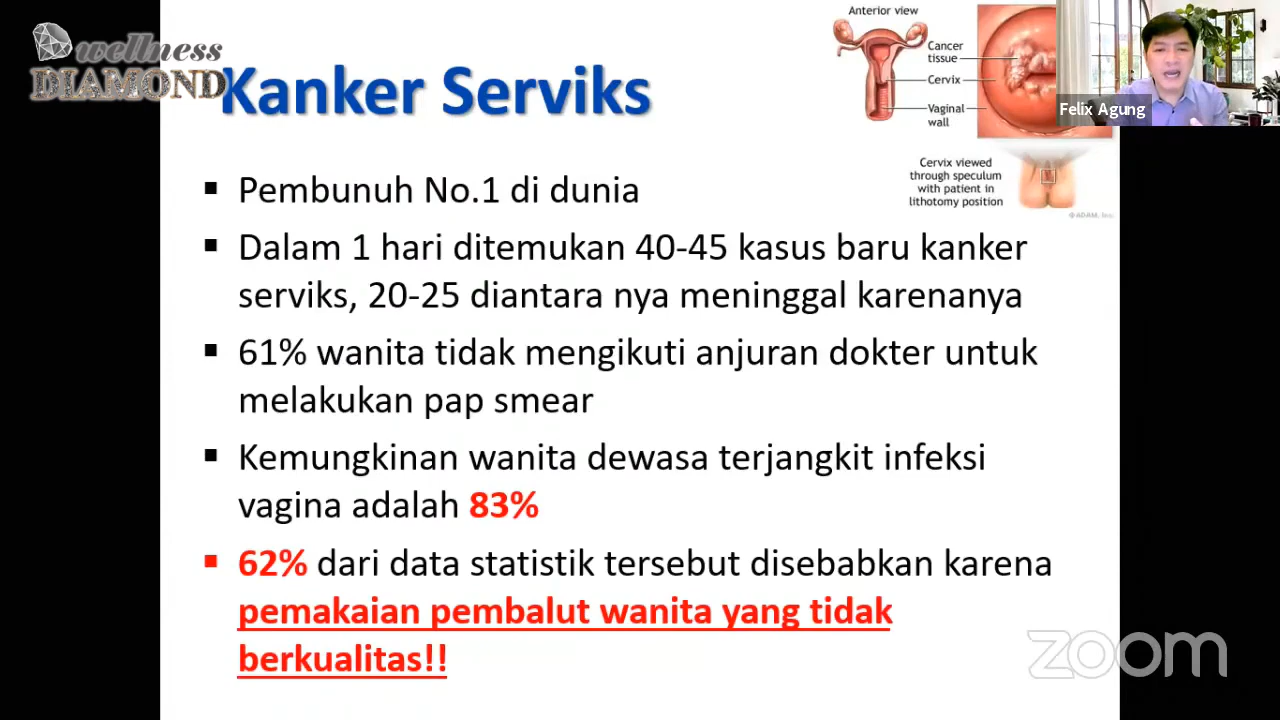 wellness
DIAMOND
Kanker Serviks
Anterior view
Cancer
tissue
Cervix
Vaginal
wall
Felix Agung
Cervix viewed
through speculum
with patient in
lithotomy position
©ADAM, Inc.
Pembunuh No.1 di dunia
Dalam 1 hari ditemukan 40-45 kasus baru kanker
serviks, 20-25 diantara nya meninggal karenanya
61% wanita tidak mengikuti anjuran dokter untuk
melakukan pap smear
Kemungkinan wanita dewasa terjangkit infeksi
vagina adalah 83%
62% dari data statistik tersebut disebabkan karena
pemakaian pembalut wanita yang tidak
berkualitas!!
zoom